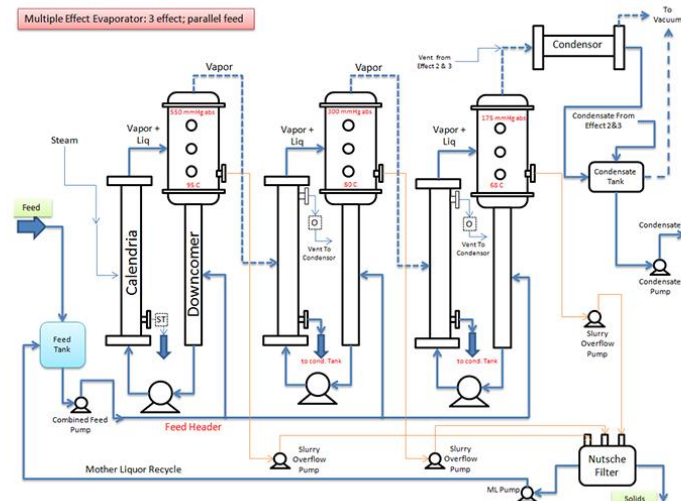 Multiple Effect Evaporator: 3 effect; parallel feed
To
Vacuum
Condensor
Vent from
Effect 2 & 3
Vapor
Vapor
550 mmHg abs
300 mmHg abs
175 mmHg abs
Condensate From
Effect 2&3
Vapor +
Liq
Vapor +
Liq
Vapor +
Liq
Steam
Condensate
Tank
95 C
80 C
68 C
Feed
Calendria
Downcomer
O
Vent To
Condensor
O
Vent To
Condensor
Condensate
Condensate
Pump
ST
Feed
Tank
to cond. Tank
to cond. Tank
Slurry
Overflow
Pump
Combined Feed
Pump
Feed Header
Slurry
Overflow
Pump
Slurry
Overflow
Pump
Nutsche
Filter
Mother Liquor Recycle
ML Pump
Solids